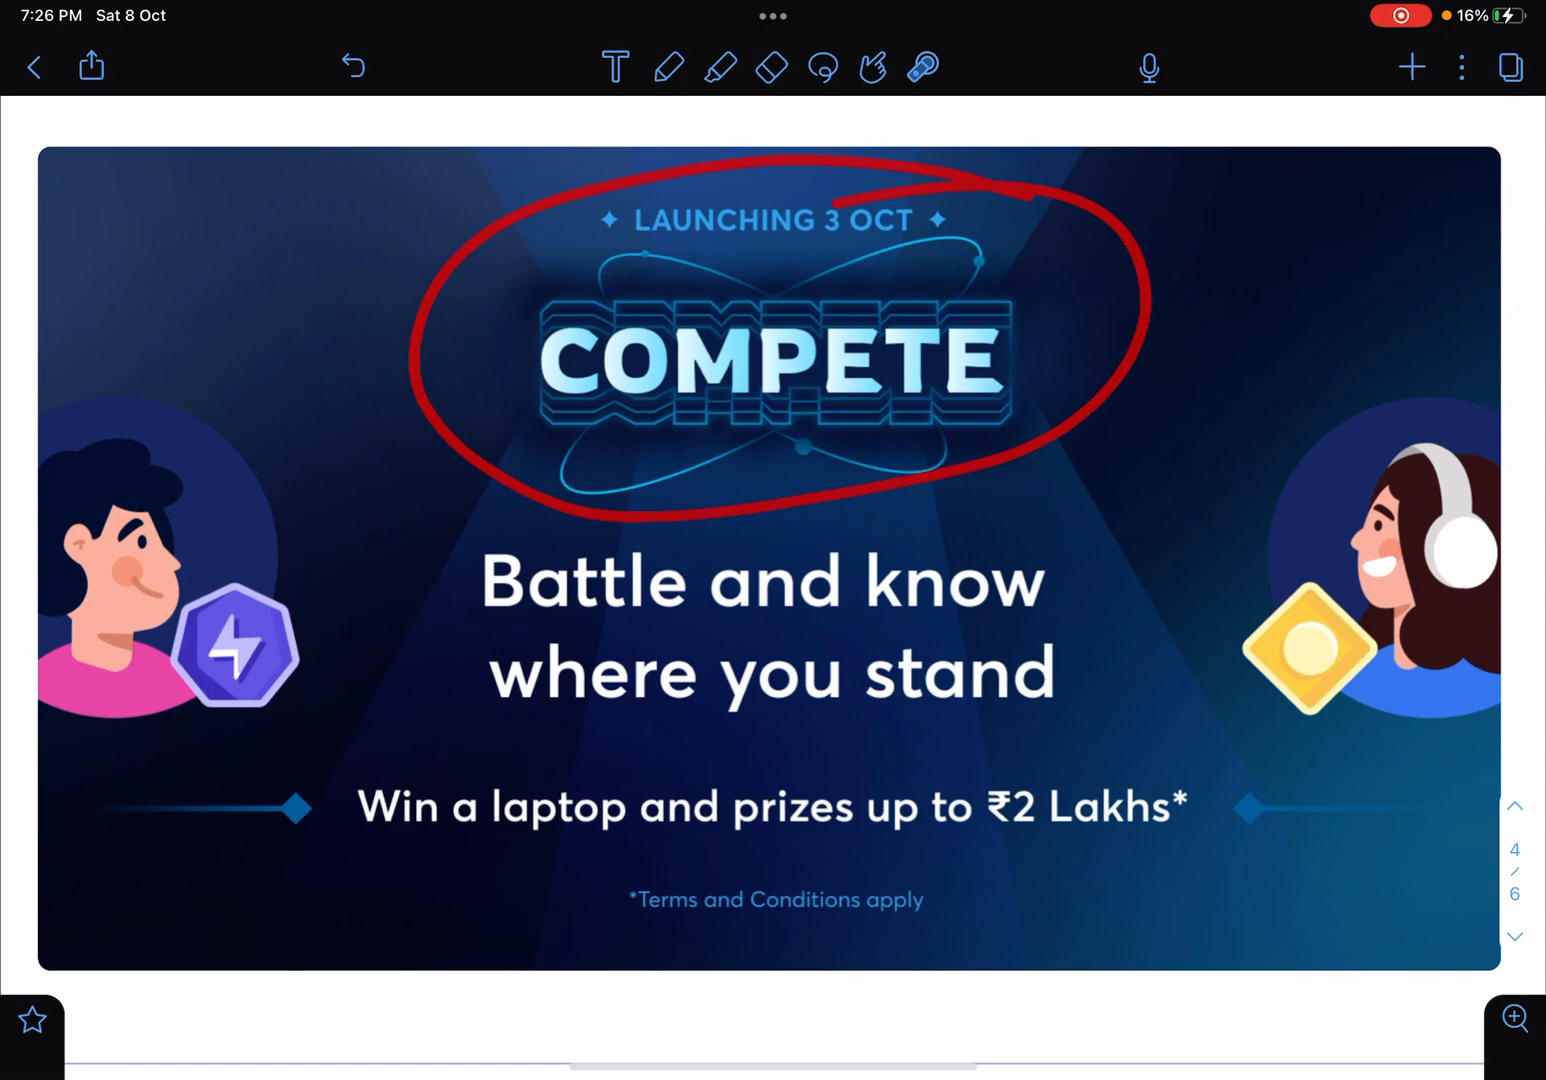 7:26 PM Sat 8 Oct
16%
LAUNCHING 3 OCT
COMPETE
Battle and know
where you stand
Win a laptop and prizes up to ₹2 Lakhs*
*Terms and Conditions apply
4
/
6